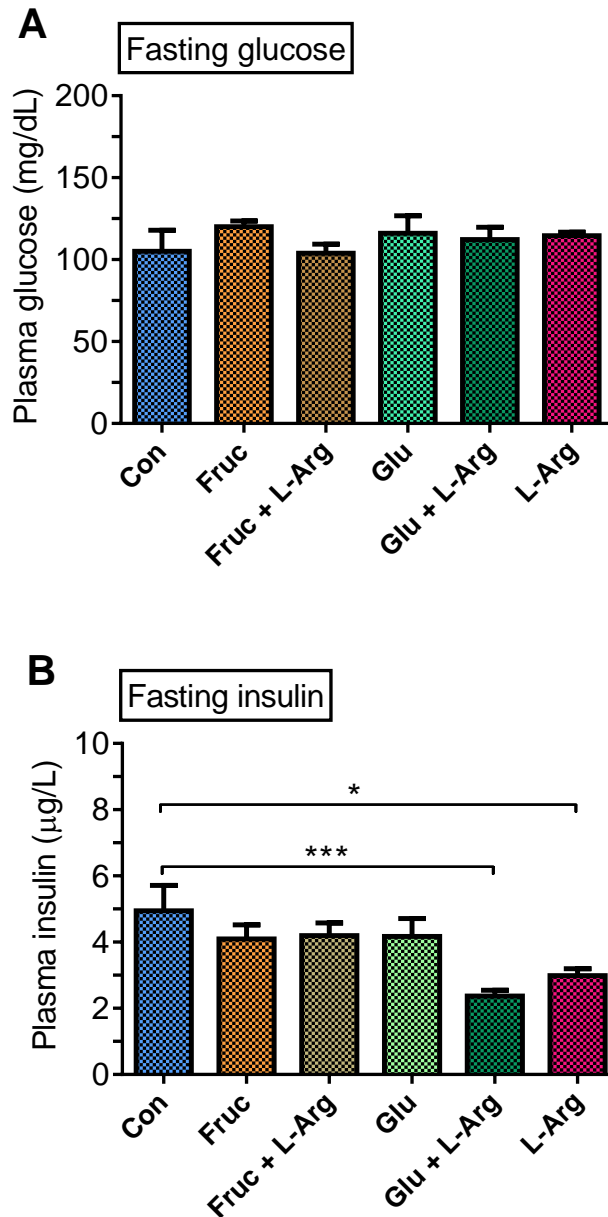 A
Fasting glucose
Plasma glucose (mg/dL)
200
150
100
50
0
Con
Fruc
Fruc + L-Arg
Glu
Glu + L-Arg
L-Arg
B
Fasting insulin
Plasma insulin (μg/L)
10
8
6
4
2
0
*
***
Con
Fruc
Fruc + L-Arg
Glu
Glu + L-Arg
L-Arg